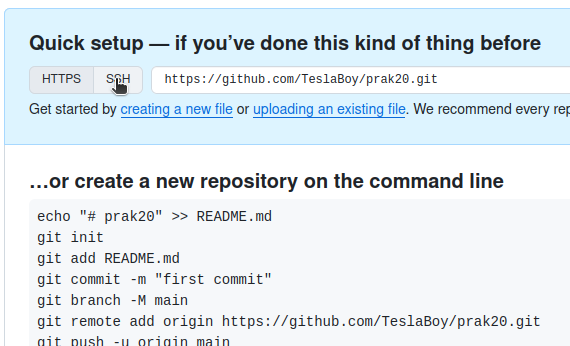 Quick setup — if you’ve done this kind of thing before
HTTPS SSH https://github.com/TeslaBoy/prak20.git
Get started by creating a new file or uploading an existing file. We recommend every
…or create a new repository on the command line
echo "# prak20" >> README.md
git init
git add README.md
git commit -m "first commit"
git branch -M main
git remote add origin https://github.com/TeslaBoy/prak20.git
git push -u origin main